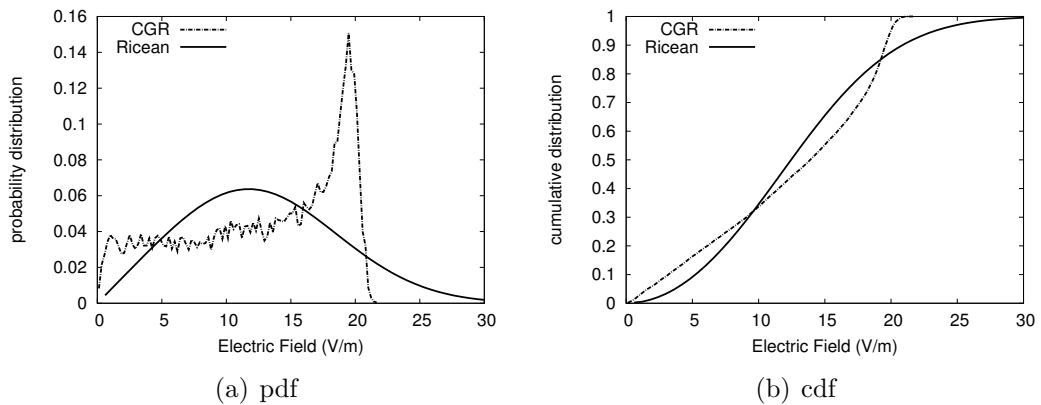 0.16
0.14
0.12
0.1
0.08
0.06
0.04
0.02
0
probability distribution
CGR
Ricean
0 5 10 15 20 25 30
Electric Field (V/m)
(a) pdf
1
0.9
0.8
0.7
0.6
0.5
0.4
0.3
0.2
0.1
0
cumulative distribution
CGR
Ricean
0 5 10 15 20 25 30
Electric Field (V/m)
(b) cdf